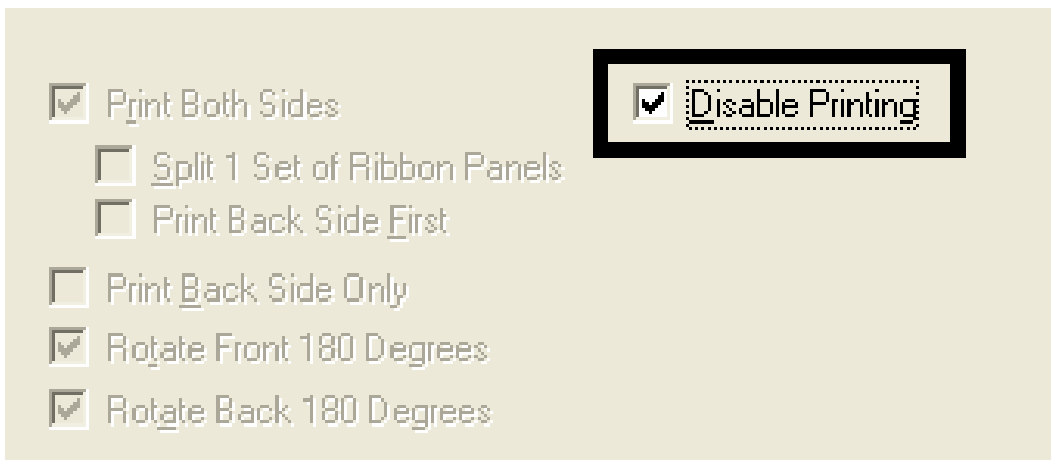 Print Both Sides
Disable Printing
Split 1 Set of Ribbon Panels
Print Back Side First
Print Back Side Only
Rotate Front 180 Degrees
Rotate Back 180 Degrees